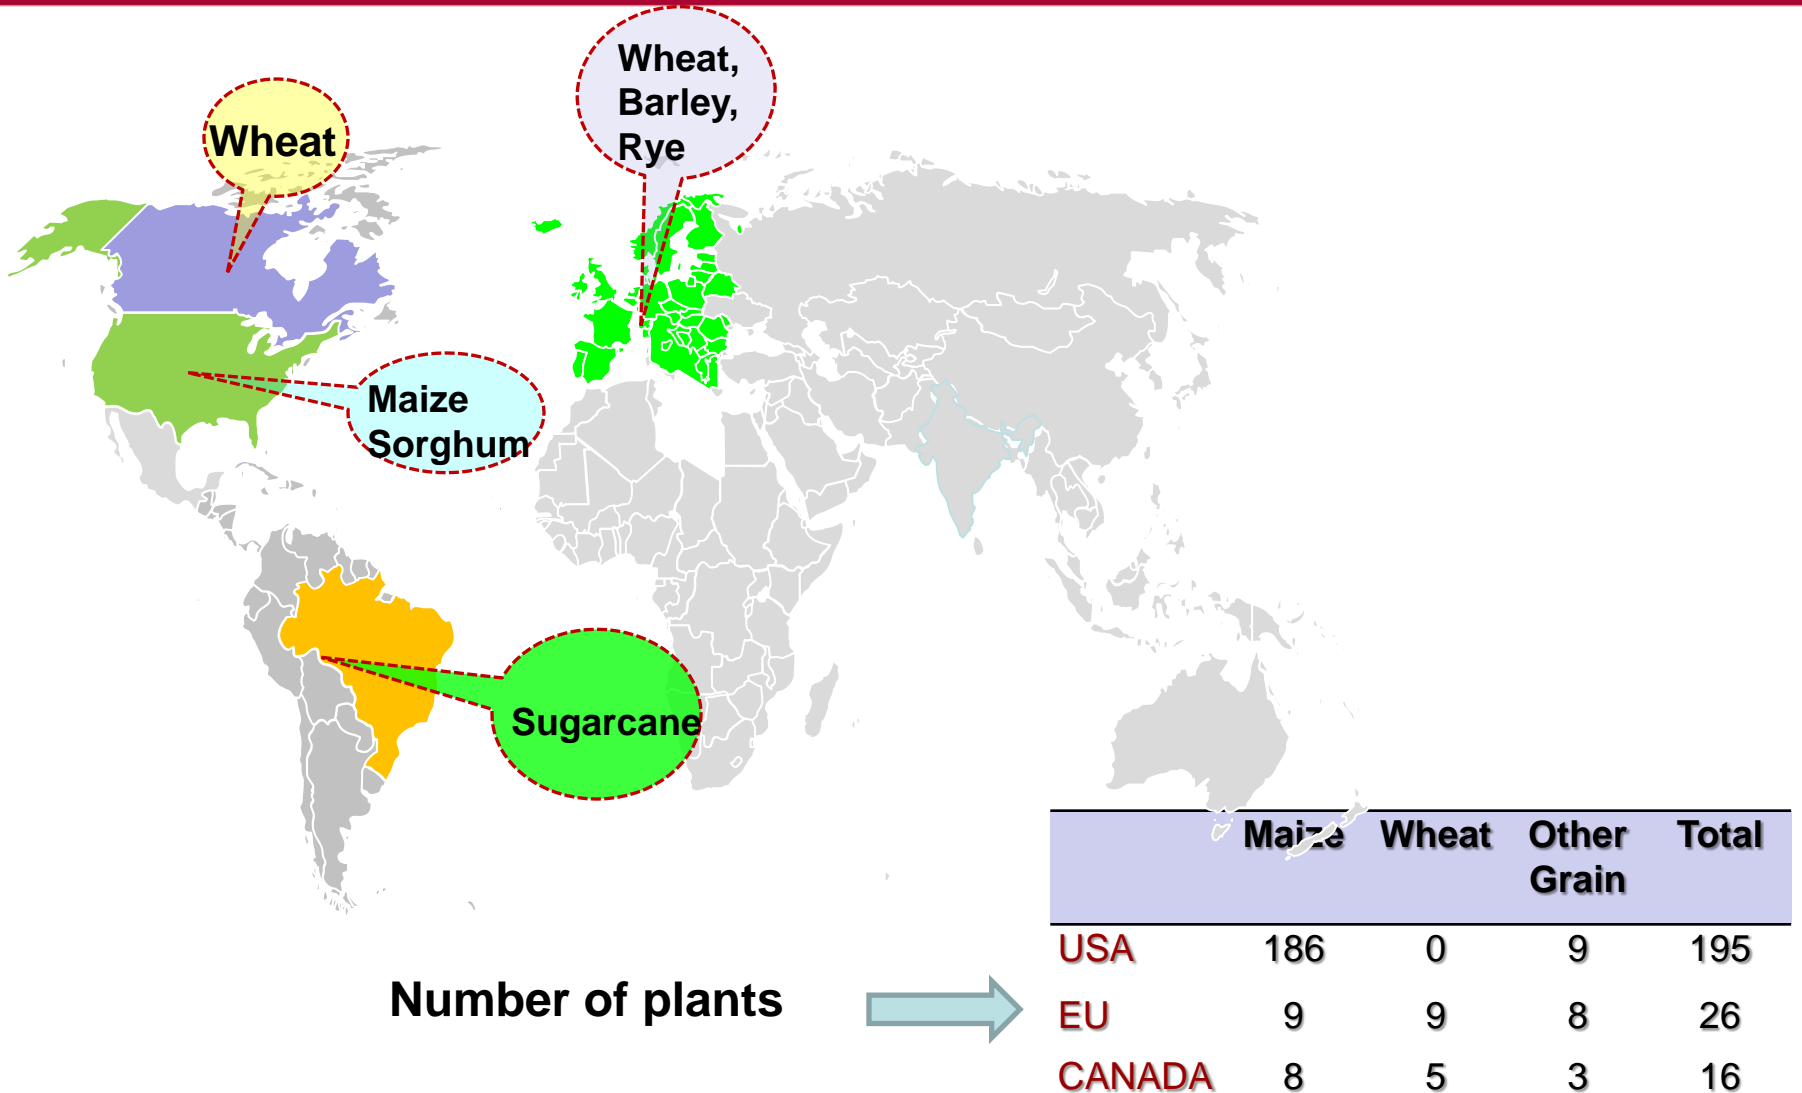 Wheat,
Barley,
Rye
Wheat
Maize
Sorghum
Sugarcane
Number of plants
Maize Wheat Other Total
Grain
USA 186 0 9 195
EU 9 9 8 26
CANADA 8 5 3 16